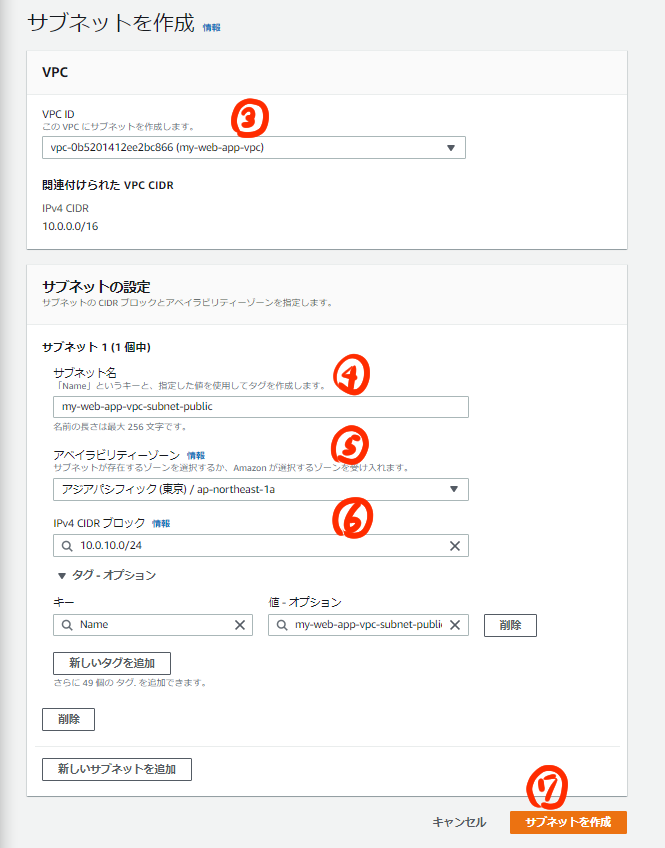 サブネットを作成 情報
VPC
③
VPC ID
この VPC にサブネットを作成します。
vpc-0b5201412ee2bc866 (my-web-app-vpc)
関連付けられた VPC CIDR
IPv4 CIDR
10.0.0.0/16
サブネットの設定
サブネットの CIDR ブロックとアベイラビリティーゾーンを指定します。
サブネット 1 (1 個中)
④
サブネット名
「Name」というキーと、指定した値を使用してタグを作成します。
my-web-app-vpc-subnet-public
名前の長さは最大 256 文字です。
⑤
アベイラビリティーゾーン 情報
サブネットが存在するゾーンを選択するか、Amazon が選択するゾーンを受け入れます。
アジアパシフィック (東京) / ap-northeast-1a
⑥
IPv4 CIDR ブロック 情報
10.0.10.0/24
タグ - オプション
キー 値 - オプション
Name my-web-app-vpc-subnet-publi 削除
新しいタグを追加
さらに 49 個の タグ. を追加できます。
削除
新しいサブネットを追加
⑦
キャンセル サブネットを作成